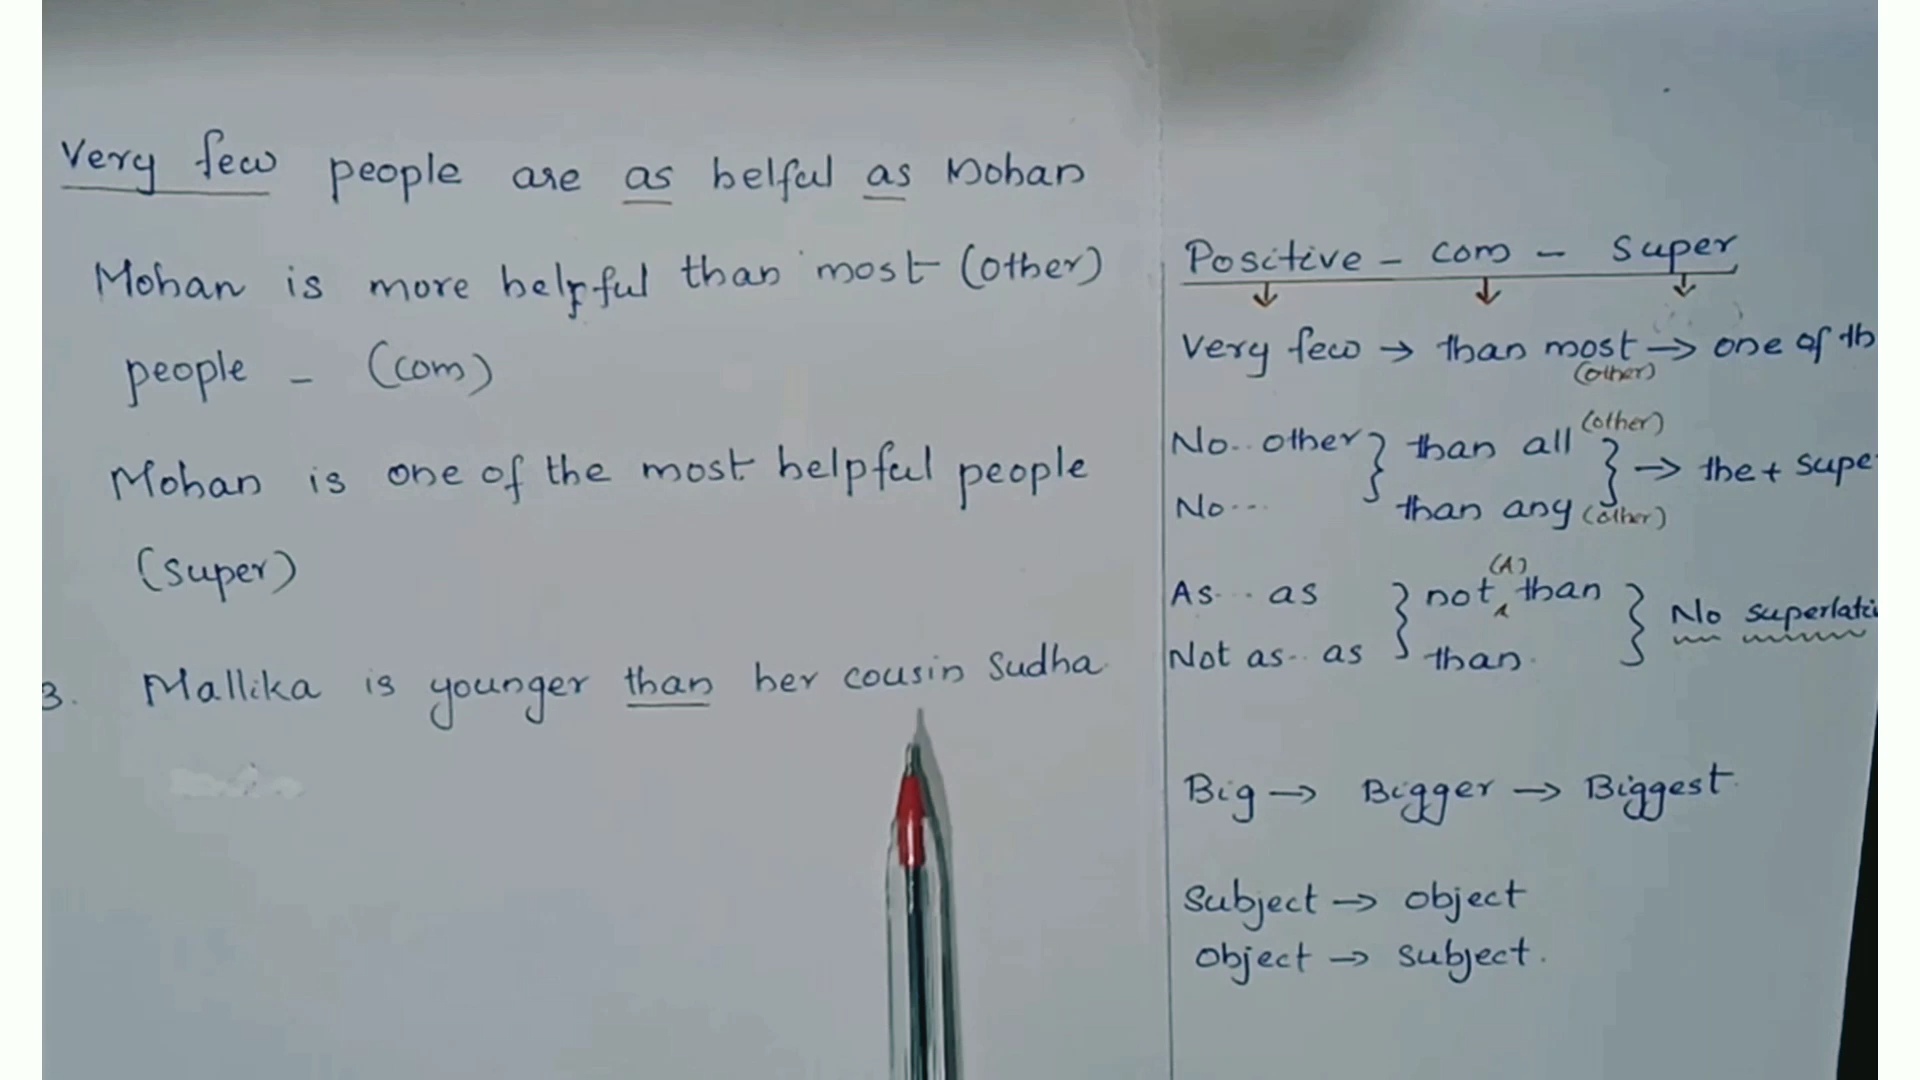 Very few people are as helful as Mohan
Mohan is more helpful than most (other)
people - (com)
Mohan is one of the most helpful people
(super)
3. Mallika is younger than her cousin Sudha
Positive - com - Super
Very few → than most → one of th
(other)
No.. other } than all (other) } → the + supe
No... than any (other)
As... as } not (A) than } No superlati
Not as.. as than.
Big → Bigger → Biggest.
Subject → object
object → subject.